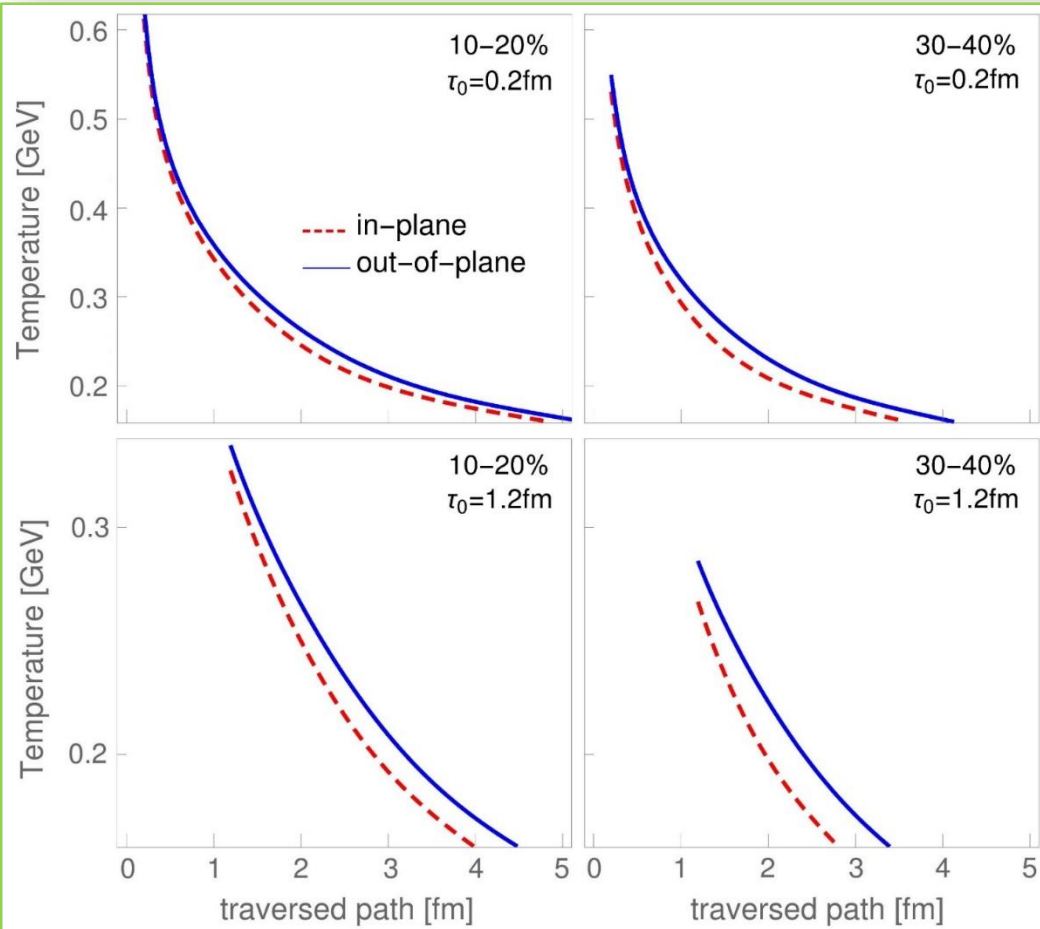 10−20%
τ₀=0.2fm
30−40%
τ₀=0.2fm
Temperature [GeV]
0.6
0.5
0.4
0.3
0.2
in−plane
out−of−plane
10−20%
τ₀=1.2fm
30−40%
τ₀=1.2fm
Temperature [GeV]
0.3
0.2
0 1 2 3 4 5
0 1 2 3 4 5
traversed path [fm]
traversed path [fm]